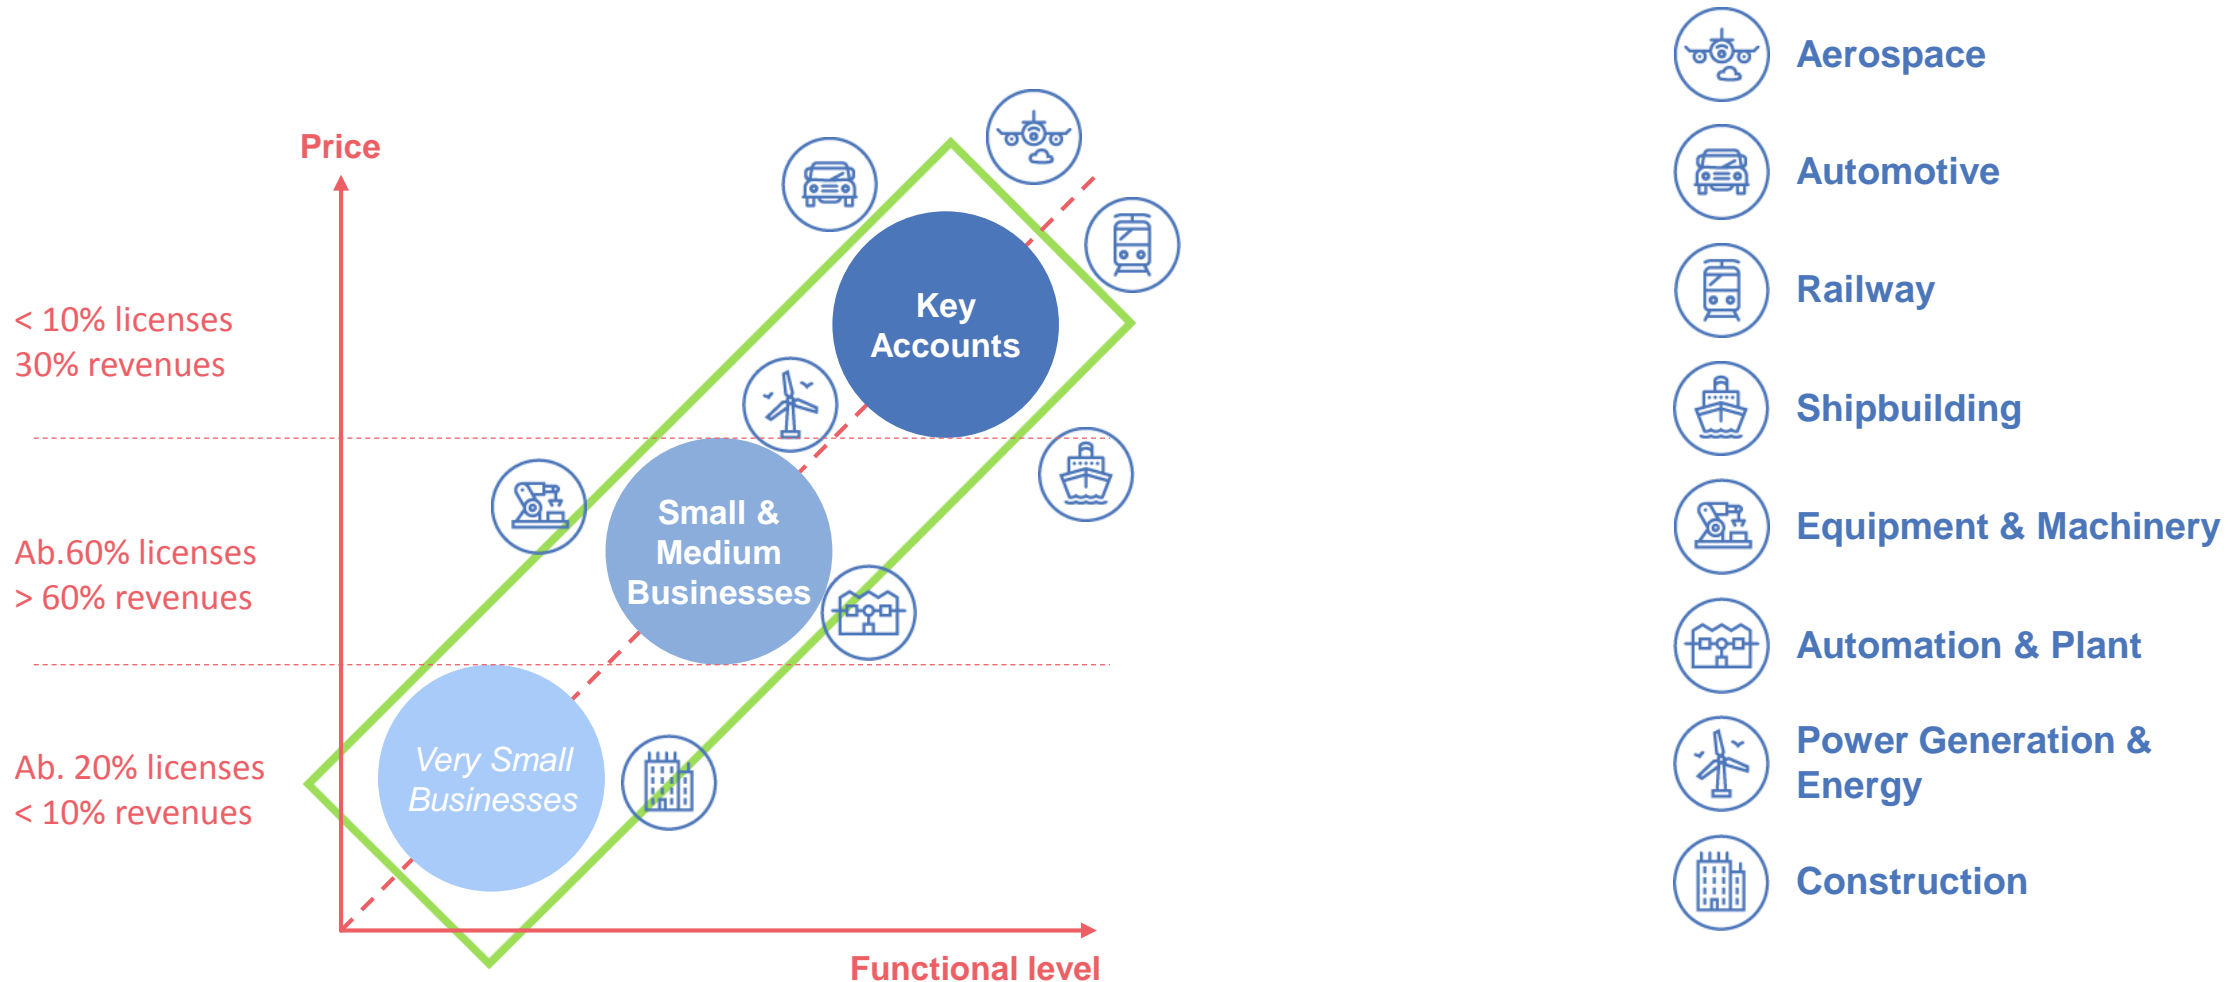 Price
< 10% licenses
30% revenues
Ab.60% licenses
> 60% revenues
Ab. 20% licenses
< 10% revenues
Key
Accounts
Small &
Medium
Businesses
Very Small
Businesses
Functional level
Aerospace
Automotive
Railway
Shipbuilding
Equipment & Machinery
Automation & Plant
Power Generation &
Energy
Construction